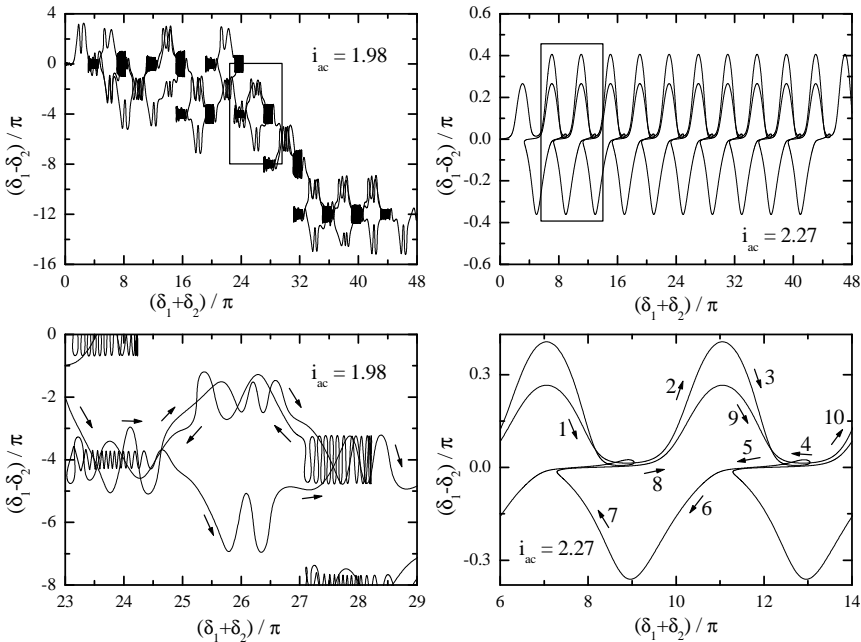 4
0
-4
-8
-12
-16
(δ₁-δ₂) / π
i_ac = 1.98
0 8 16 24 32 40 48
(δ₁+δ₂) / π
0.6
0.4
0.2
0.0
-0.2
-0.4
-0.6
(δ₁-δ₂) / π
i_ac = 2.27
0 8 16 24 32 40 48
(δ₁+δ₂) / π
0
-2
-4
-6
-8
(δ₁-δ₂) / π
i_ac = 1.98
23 24 25 26 27 28 29
(δ₁+δ₂) / π
0.3
0.0
-0.3
(δ₁-δ₂) / π
1 2 3 4 5 6 7 8 9 10
i_ac = 2.27
6 8 10 12 14
(δ₁+δ₂) / π